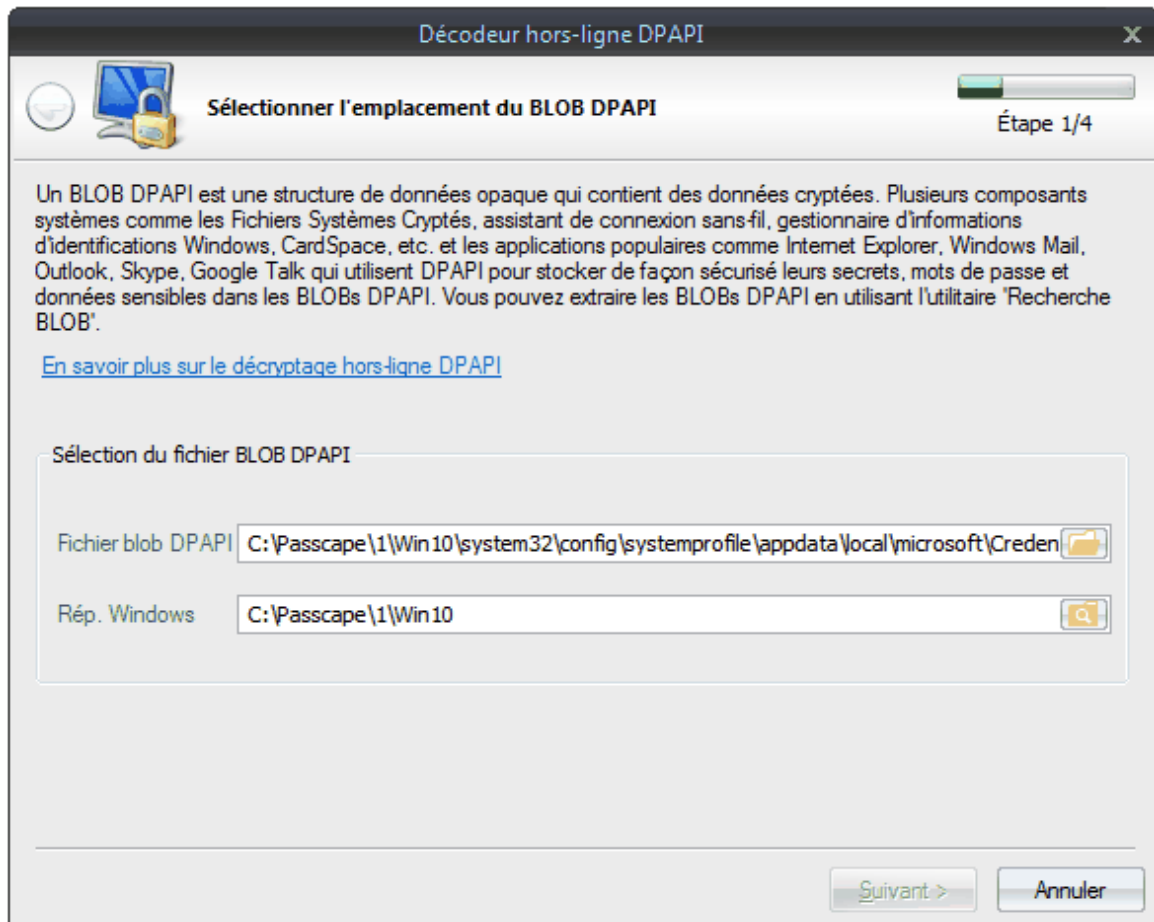 Décodeur hors-ligne DPAPI
Sélectionner l'emplacement du BLOB DPAPI
Étape 1/4
Un BLOB DPAPI est une structure de données opaque qui contient des données cryptées. Plusieurs composants
systèmes comme les Fichiers Systèmes Cryptés, assistant de connexion sans-fil, gestionnaire d'informations
d'identifications Windows, CardSpace, etc. et les applications populaires comme Internet Explorer, Windows Mail,
Outlook, Skype, Google Talk qui utilisent DPAPI pour stocker de façon sécurisé leurs secrets, mots de passe et
données sensibles dans les BLOBs DPAPI. Vous pouvez extraire les BLOBs DPAPI en utilisant l'utilitaire "Recherche
BLOB".
En savoir plus sur le décryptage hors-ligne DPAPI
Sélection du fichier BLOB DPAPI
Fichier blob DPAPI C:\Passcape\1\Win10\system32\config\systemprofile\appdata\local\microsoft\Creden
Rép. Windows C:\Passcape\1\Win10
Suivant > Annuler